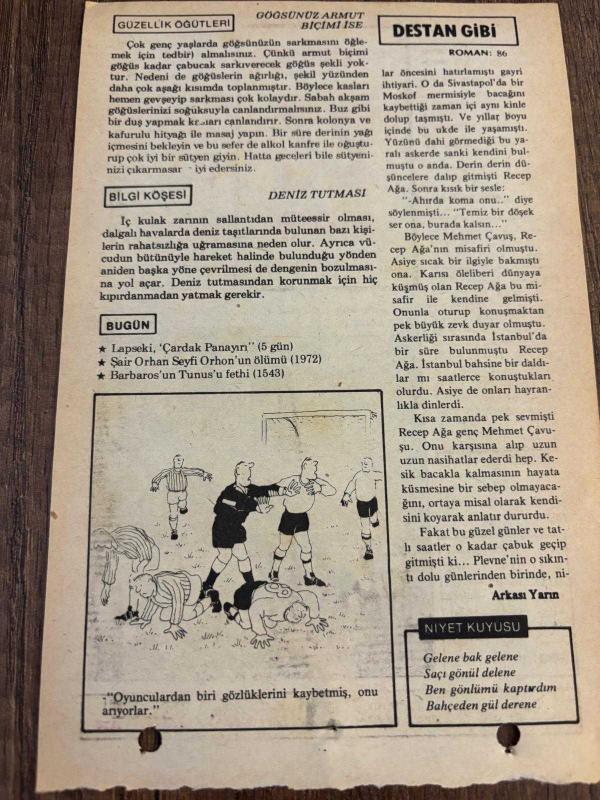 GÜZELLİK ÖĞÜTLERİ
GÖĞSÜNÜZ ARMUT
BİÇİMİ İSE
Çok genç yaşlarda göğsünüzün sarkmasını öğle-
mek için tedbir) almalısınız. Çünkü armut biçimi
göğüs kadar çabucak sarkıverecek göğüs şekli yok-
tur. Nedeni de göğüslerin ağırlığı, şekil yüzünden
daha çok aşağı kısımda toplanmıştır. Böylece kasları
hemen gevşeyip sarkması çok kolaydır. Sabah akşam
göğüslerinizi soğuksuyla canlandırmalısınız. Buz gibi
bir duş yapmak kasları canlandırır. Sonra kolonya ve
kafurulu hityağı ile masaj yapın. Bir süre derinin yağı
içmesini bekleyin ve bu sefer de alkol kanfre ile oğuştu-
rup çok iyi bir sütyen giyin. Hatta geceleri bile sütyeni-
nizi çıkarmasar iyi edersiniz.
BİLGİ KÖŞESİ
DENİZ TUTMASI
İç kulak zarının sallantıdan müteessir olması,
dalgalı havalarda deniz taşıtlarında bulunan bazı kişi-
lerin rahatsızlığa uğramasına neden olur. Ayrıca vü-
cudun bütünüyle hareket halinde bulunduğu yönden
aniden başka yöne çevrilmesi de dengenin bozulması-
na yol açar. Deniz tutmasından korunmak için hiç
kıpırdanmadan yatmak gerekir.
BUGÜN
★ Lapseki, 'Çardak Panayırı'' (5 gün)
★ Şair Orhan Seyfi Orhon'un ölümü (1972)
★ Barbaros'un Tunus'u fethi (1543)
-"Oyunculardan biri gözlüklerini kaybetmiş, onu
arıyorlar."
DESTAN GİBİ
ROMAN: 86
lar öncesini hatırlamıştı gayri
ihtiyari. O da Sivastapol'da bir
Moskof mermisiyle bacağını
kaybettiği zaman içi aynı kinle
dolup taşmıştı. Ve yıllar boyu
içinde bu ukde ile yaşamıştı.
Yüzünü dahi görmediği bu ya-
ralı askerde sanki kendini bul-
muştu o anda. Derin derin dü-
şüncelere dalıp gitmişti Recep
Ağa. Sonra kısık bir sesle:
"-Ahırda koma onu.." diye
söylenmişti... "Temiz bir döşek
ser ona, burada kalsın..."
Böylece Mehmet Çavuş, Re-
cep Ağa'nın misafiri olmuştu.
Asiye sıcak bir ilgiyle bakmıştı
ona. Karısı öleliberi dünyaya
küşmüş olan Recep Ağa bu mi-
safir ile kendine gelmişti.
Onunla oturup konuşmaktan
pek büyük zevk duyar olmuştu.
Askerliği sırasında İstanbul'da
bir süre bulunmuştu Recep
Ağa. İstanbul bahsine bir daldı-
lar mı saatlerce konuştukları
olurdu. Asiye de onları hayran-
lıkla dinlerdi.
Kısa zamanda pek sevmişti
Recep Ağa genç Mehmet Çavu-
şu. Onu karşısına alıp uzun
uzun nasihatlar ederdi hep. Ke-
sik bacakla kalmasının hayata
küsmesine bir sebep olmayaca-
ğını, ortaya misal olarak kendi-
sini koyarak anlatır dururdu.
Fakat bu güzel günler ve tat-
lı saatler o kadar çabuk geçip
gitmişti ki... Plevne'nin o sıkın-
tı dolu günlerinden birinde, ni-
Arkası Yarın
NİYET KUYUSU
Gelene bak gelene
Saçı gönül delene
Ben gönlümü kaptırdım
Bahçeden gül derene